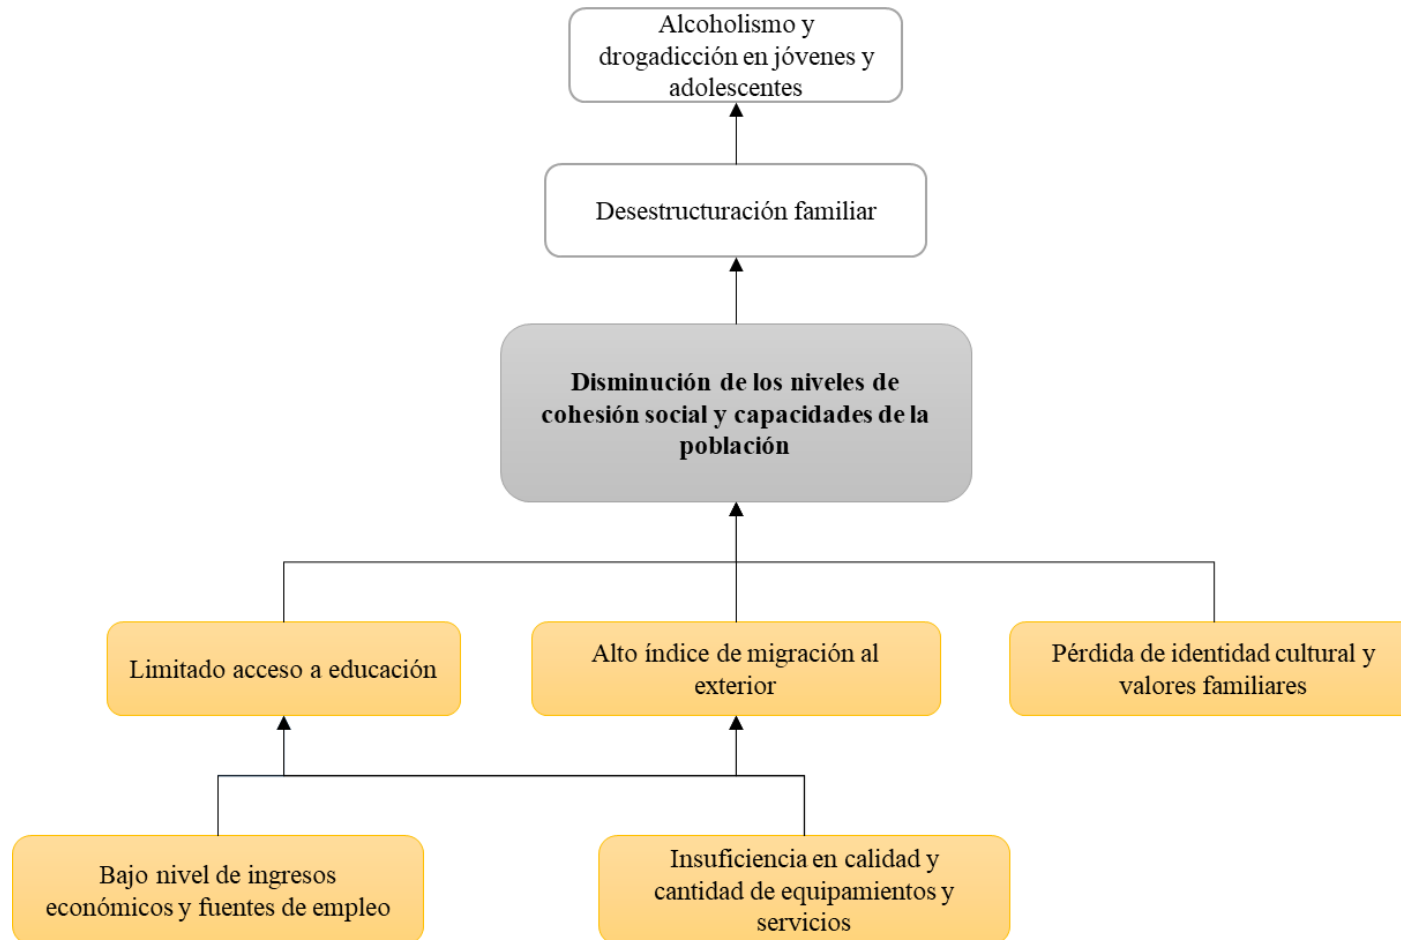 Alcoholismo y
drogadicción en jóvenes y
adolescentes
Desestructuración familiar
Disminución de los niveles de
cohesión social y capacidades de la
población
Limitado acceso a educación
Alto índice de migración al
exterior
Pérdida de identidad cultural y
valores familiares
Bajo nivel de ingresos
económicos y fuentes de empleo
Insuficiencia en calidad y
cantidad de equipamientos y
servicios